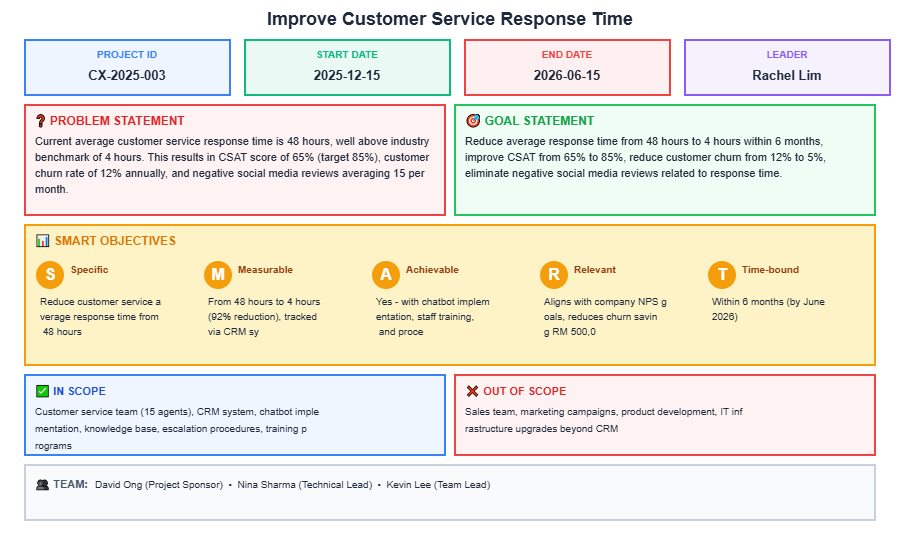 Improve Customer Service Response Time
PROJECT ID
CX-2025-003
START DATE
2025-12-15
END DATE
2026-06-15
LEADER
Rachel Lim
PROBLEM STATEMENT
Current average customer service response time is 48 hours, well above industry
benchmark of 4 hours. This results in CSAT score of 65% (target 85%), customer
churn rate of 12% annually, and negative social media reviews averaging 15 per
month.
GOAL STATEMENT
Reduce average response time from 48 hours to 4 hours within 6 months,
improve CSAT from 65% to 85%, reduce customer churn from 12% to 5%,
eliminate negative social media reviews related to response time.
SMART OBJECTIVES
S Specific
Reduce customer service a
verage response time from
48 hours
M Measurable
From 48 hours to 4 hours
(92% reduction), tracked
via CRM sy
A Achievable
Yes - with chatbot implem
entation, staff training,
and proce
R Relevant
Aligns with company NPS g
oals, reduces churn savin
g RM 500,0
T Time-bound
Within 6 months (by June
2026)
IN SCOPE
Customer service team (15 agents), CRM system, chatbot imple
mentation, knowledge base, escalation procedures, training p
rograms
OUT OF SCOPE
Sales team, marketing campaigns, product development, IT inf
rastructure upgrades beyond CRM
TEAM: David Ong (Project Sponsor) • Nina Sharma (Technical Lead) • Kevin Lee (Team Lead)